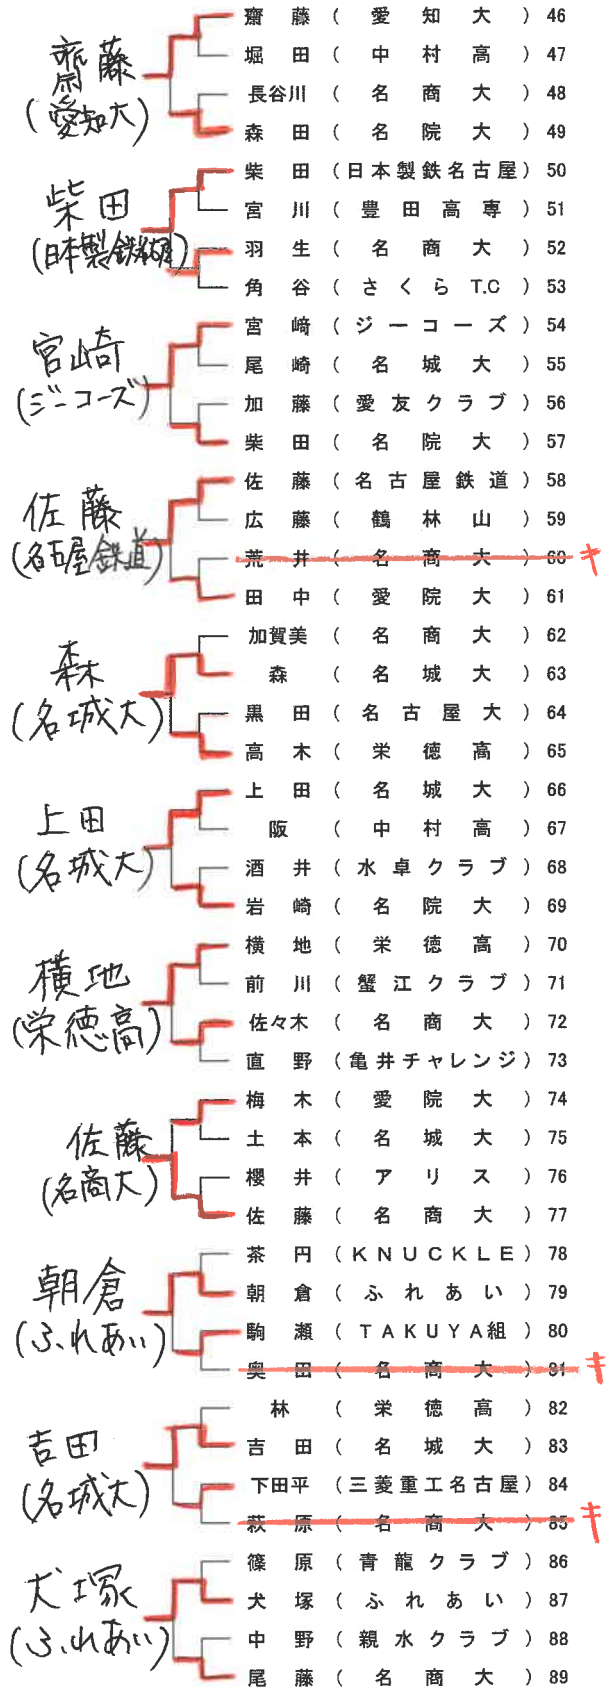 齋藤（愛知大）46
堀田（中村高）47
齋藤
(愛知大)
長谷川（名商大）48
森田（名院大）49
柴田（日本製鉄名古屋）50
宮川（豊田高専）51
柴田
(日本製鉄名古屋)
羽生（名商大）52
角谷（さくらT.C）53
宮﨑（ジーコーズ）54
尾崎（名城大）55
宮崎
(ジーコーズ)
加藤（愛友クラブ）56
柴田（名院大）57
佐藤（名古屋鉄道）58
広藤（鶴林山）59
佐藤
(名古屋鉄道)
荒井（名商大）60 キ
田中（愛院大）61
加賀美（名商大）62
森（名城大）63
森
(名城大)
黒田（名古屋大）64
高木（栄徳高）65
上田（名城大）66
阪（中村高）67
上田
(名城大)
酒井（水卓クラブ）68
岩崎（名院大）69
横地（栄徳高）70
前川（蟹江クラブ）71
横地
(栄徳高)
佐々木（名商大）72
直野（亀井チャレンジ）73
梅木（愛院大）74
土本（名城大）75
佐藤
(名商大)
櫻井（アリス）76
佐藤（名商大）77
茶円（KNUCKLE）78
朝倉（ふれあい）79
朝倉
(ふれあい)
駒瀬（TAKUYA組）80
奥田（名商大）81 キ
林（栄徳高）82
吉田（名城大）83
吉田
(名城大)
下田平（三菱重工名古屋）84
萩原（名商大）85 キ
篠原（青龍クラブ）86
犬塚（ふれあい）87
犬塚
(ふれあい)
中野（親水クラブ）88
尾藤（名商大）89